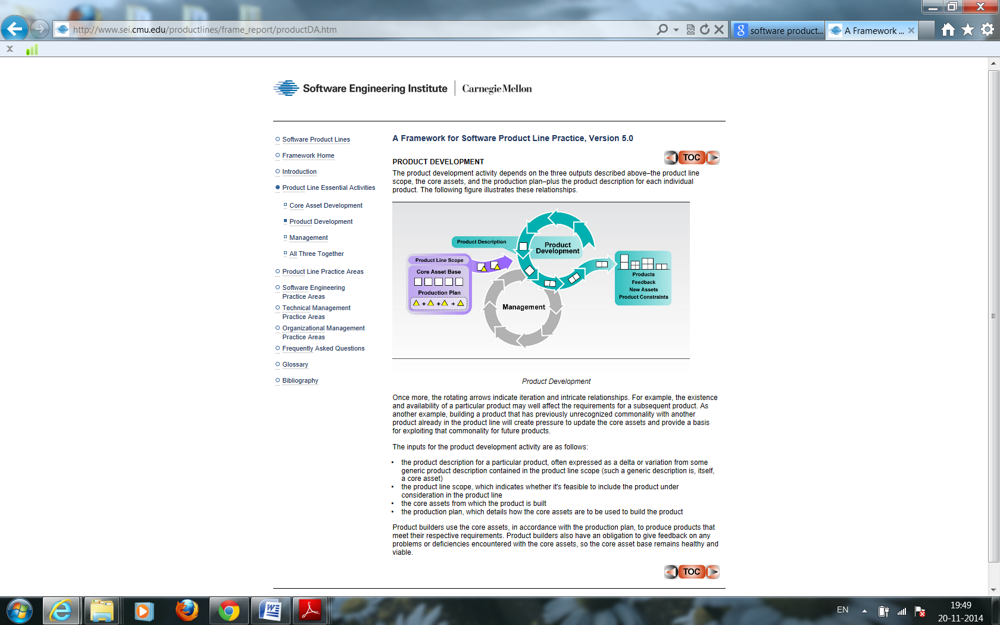 http://www.sei.cmu.edu/productlines/frame_report/productDA.htm
software product...
A Framework ...
Software Engineering Institute
Carnegie Mellon
Software Product Lines
Framework Home
Introduction
Product Line Essential Activities
Core Asset Development
Product Development
Management
All Three Together
Product Line Practice Areas
Software Engineering
Practice Areas
Technical Management
Practice Areas
Organizational Management
Practice Areas
Frequently Asked Questions
Glossary
Bibliography
A Framework for Software Product Line Practice, Version 5.0
TOC
PRODUCT DEVELOPMENT
The product development activity depends on the three outputs described above–the product line
scope, the core assets, and the production plan–plus the product description for each individual
product. The following figure illustrates these relationships.
Product Description
Product
Development
Product Line Scope
Core Asset Base
Production Plan
+ + +
Management
Products
Feedback
New Assets
Product Constraints
Product Development
Once more, the rotating arrows indicate iteration and intricate relationships. For example, the existence
and availability of a particular product may well affect the requirements for a subsequent product. As
another example, building a product that has previously unrecognized commonality with another
product already in the product line will create pressure to update the core assets and provide a basis
for exploiting that commonality for future products.
The inputs for the product development activity are as follows:
• the product description for a particular product, often expressed as a delta or variation from some
generic product description contained in the product line scope (such a generic description is, itself,
a core asset)
• the product line scope, which indicates whether it's feasible to include the product under
consideration in the product line
• the core assets from which the product is built
• the production plan, which details how the core assets are to be used to build the product
Product builders use the core assets, in accordance with the production plan, to produce products that
meet their respective requirements. Product builders also have an obligation to give feedback on any
problems or deficiencies encountered with the core assets, so the core asset base remains healthy and
viable.
TOC
EN
19:49
20-11-2014